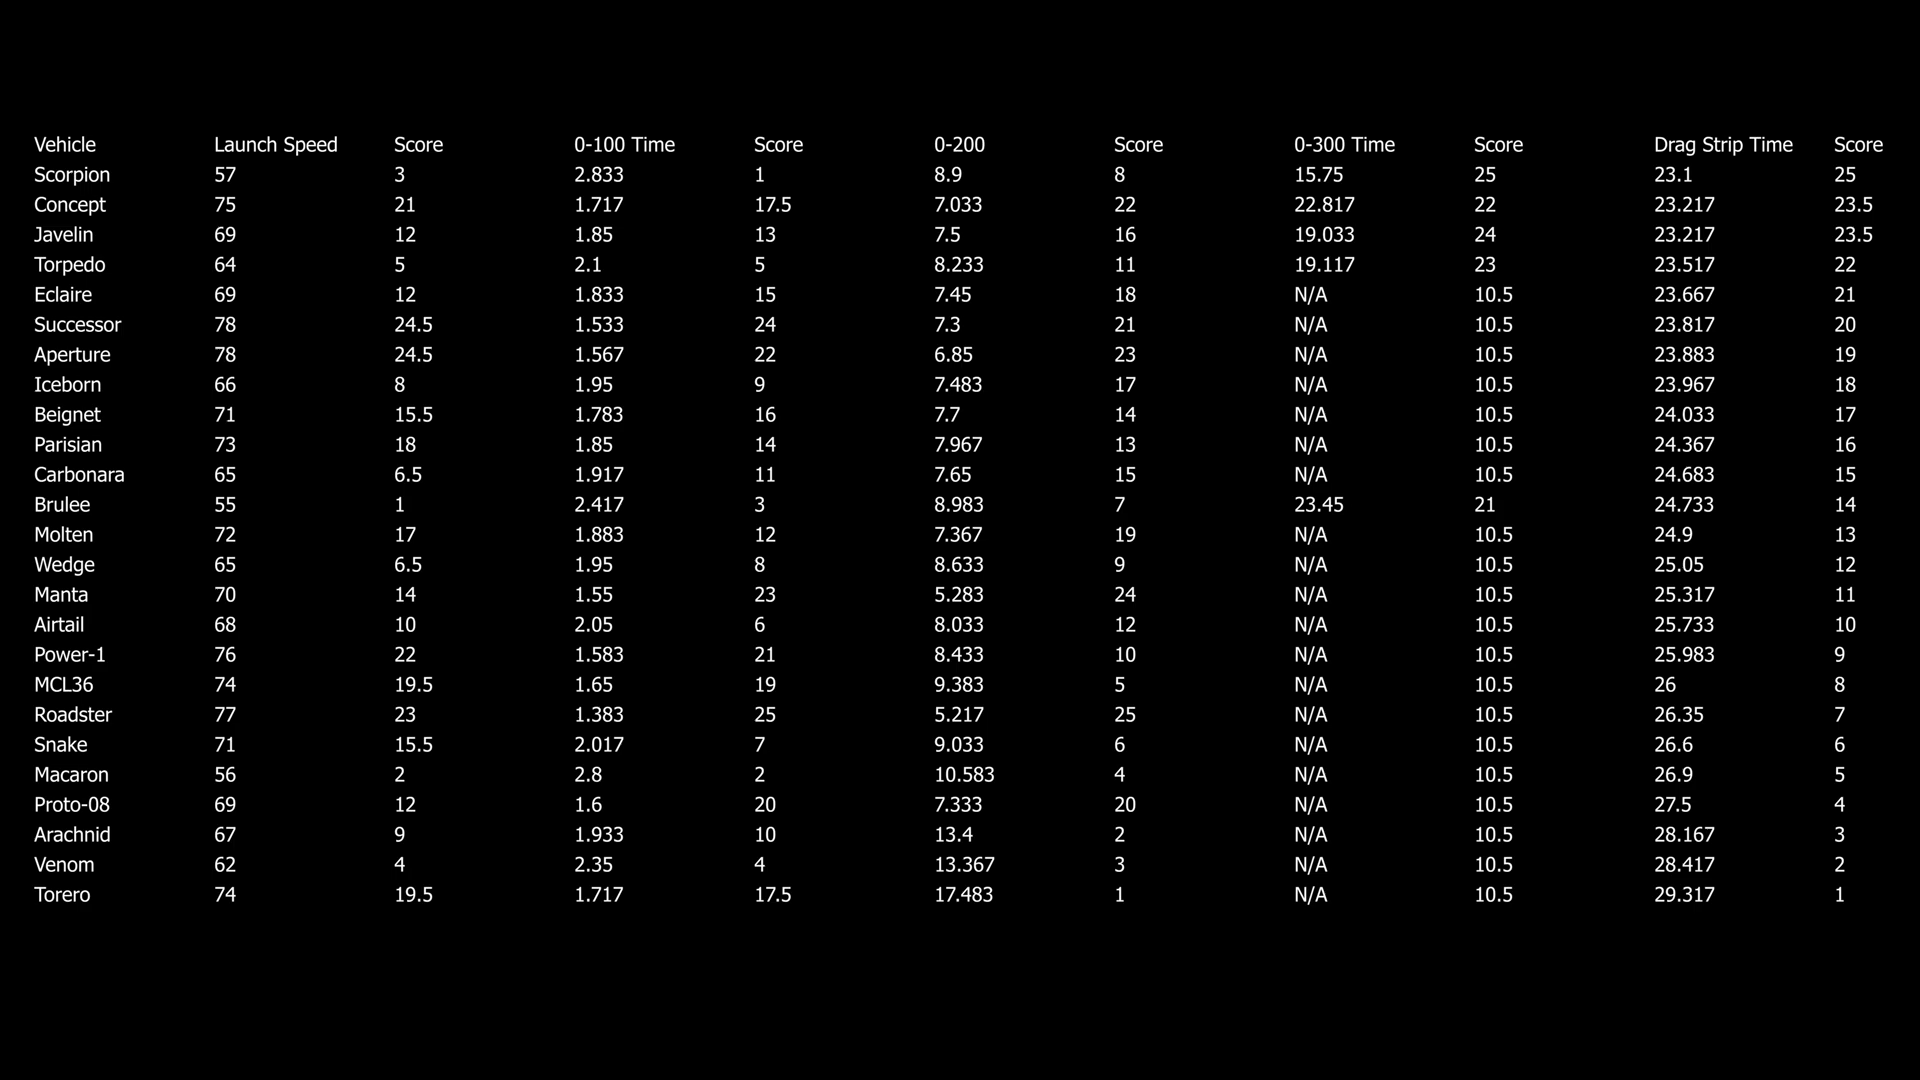 Vehicle Launch Speed Score 0-100 Time Score 0-200 Score 0-300 Time Score Drag Strip Time Score
Scorpion 57 3 2.833 1 8.9 8 15.75 25 23.1 25
Concept 75 21 1.717 17.5 7.033 22 22.817 22 23.217 23.5
Javelin 69 12 1.85 13 7.5 16 19.033 24 23.217 23.5
Torpedo 64 5 2.1 5 8.233 11 19.117 23 23.517 22
Eclaire 69 12 1.833 15 7.45 18 N/A 10.5 23.667 21
Successor 78 24.5 1.533 24 7.3 21 N/A 10.5 23.817 20
Aperture 78 24.5 1.567 22 6.85 23 N/A 10.5 23.883 19
Iceborn 66 8 1.95 9 7.483 17 N/A 10.5 23.967 18
Beignet 71 15.5 1.783 16 7.7 14 N/A 10.5 24.033 17
Parisian 73 18 1.85 14 7.967 13 N/A 10.5 24.367 16
Carbonara 65 6.5 1.917 11 7.65 15 N/A 10.5 24.683 15
Brulee 55 1 2.417 3 8.983 7 23.45 21 24.733 14
Molten 72 17 1.883 12 7.367 19 N/A 10.5 24.9 13
Wedge 65 6.5 1.95 8 8.633 9 N/A 10.5 25.05 12
Manta 70 14 1.55 23 5.283 24 N/A 10.5 25.317 11
Airtail 68 10 2.05 6 8.033 12 N/A 10.5 25.733 10
Power-1 76 22 1.583 21 8.433 10 N/A 10.5 25.983 9
MCL36 74 19.5 1.65 19 9.383 5 N/A 10.5 26 8
Roadster 77 23 1.383 25 5.217 25 N/A 10.5 26.35 7
Snake 71 15.5 2.017 7 9.033 6 N/A 10.5 26.6 6
Macaron 56 2 2.8 2 10.583 4 N/A 10.5 26.9 5
Proto-08 69 12 1.6 20 7.333 20 N/A 10.5 27.5 4
Arachnid 67 9 1.933 10 13.4 2 N/A 10.5 28.167 3
Venom 62 4 2.35 4 13.367 3 N/A 10.5 28.417 2
Torero 74 19.5 1.717 17.5 17.483 1 N/A 10.5 29.317 1